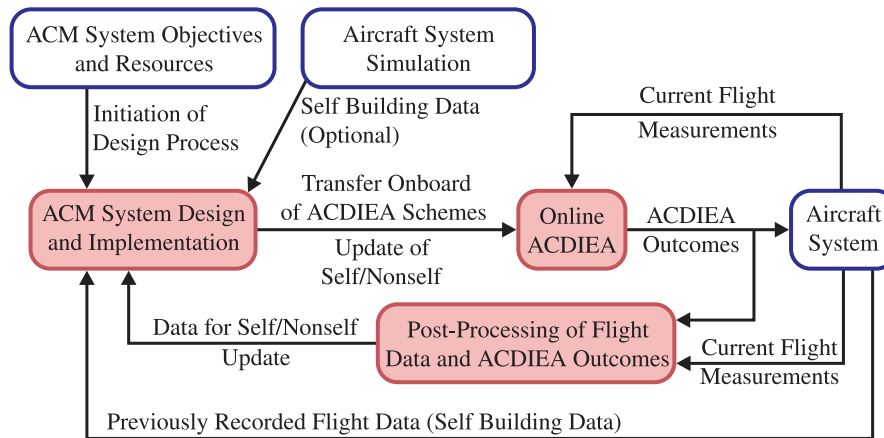 ACM System Objectives
and Resources
Aircraft System
Simulation
Initiation of
Design Process
Self Building Data
(Optional)
Current Flight
Measurements
ACM System Design
and Implementation
Transfer Onboard
of ACDIEA Schemes
Update of
Self/Nonself
Online
ACDIEA
ACDIEA
Outcomes
Aircraft
System
Data for Self/Nonself
Update
Post-Processing of Flight
Data and ACDIEA Outcomes
Current Flight
Measurements
Previously Recorded Flight Data (Self Building Data)